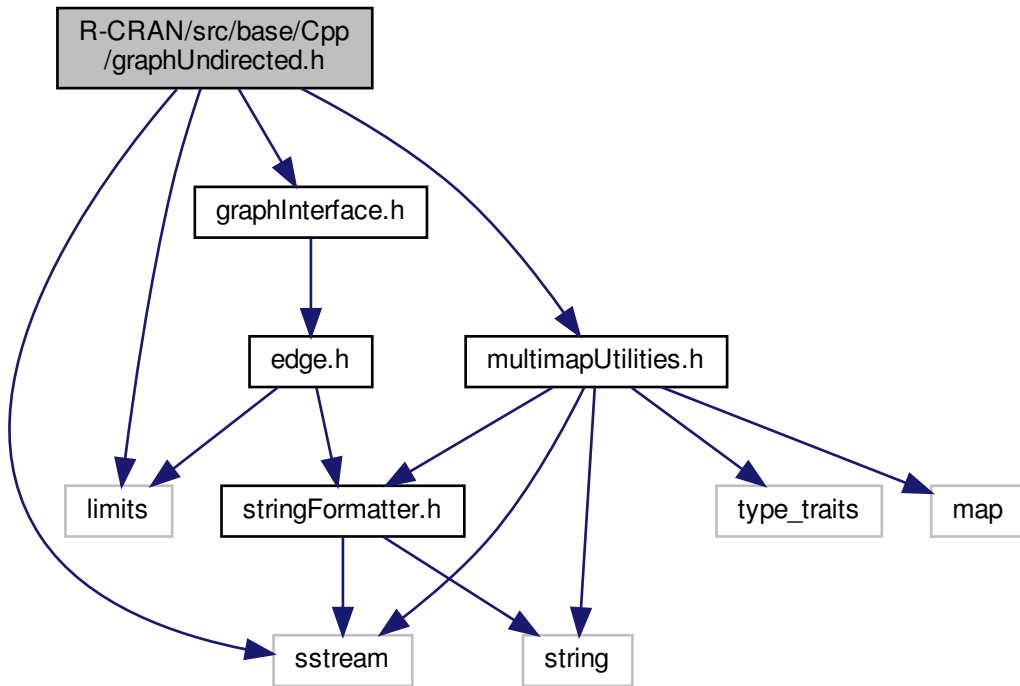 R-CRAN/src/base/Cpp
/graphUndirected.h
graphInterface.h
edge.h
multimapUtilities.h
limits
stringFormatter.h
type_traits
map
sstream
string